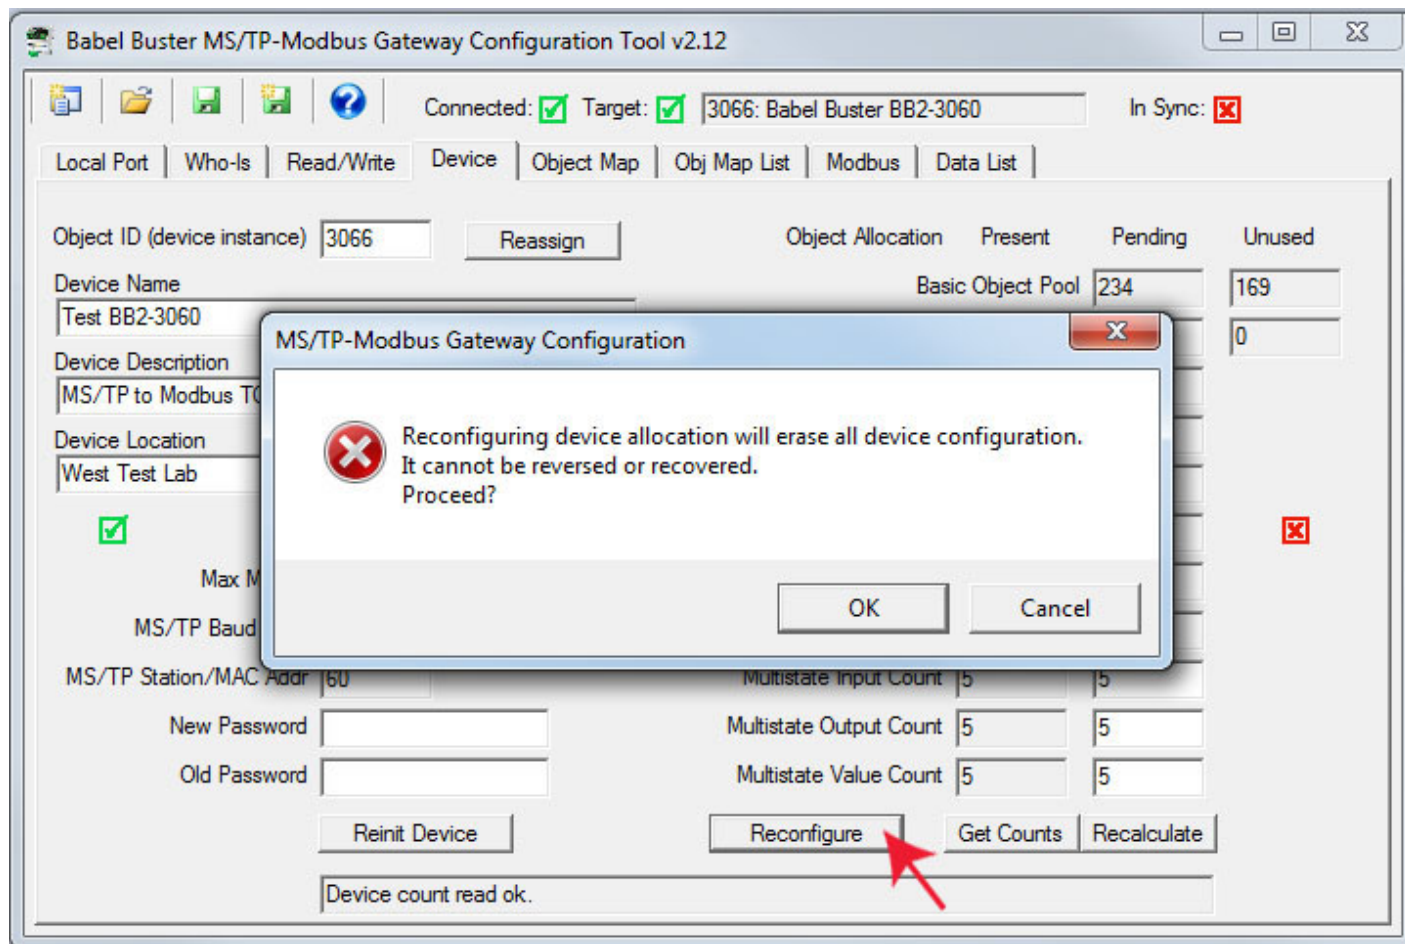 Babel Buster MS/TP-Modbus Gateway Configuration Tool v2.12
Connected: Target: 3066: Babel Buster BB2-3060 In Sync:
Local Port Who-Is Read/Write Device Object Map Obj Map List Modbus Data List
Object ID (device instance) 3066 Reassign Object Allocation Present Pending Unused
Device Name Basic Object Pool 234 169
Test BB2-3060 0
MS/TP-Modbus Gateway Configuration
Device Description
MS/TP to Modbus
Device Location
West Test Lab
Reconfiguring device allocation will erase all device configuration.
It cannot be reversed or recovered.
Proceed?
OK Cancel
Max
MS/TP Baud
MS/TP Station/MAC Addr 60 Multistate Input Count 5 5
New Password Multistate Output Count 5 5
Old Password Multistate Value Count 5 5
Reinit Device Reconfigure Get Counts Recalculate
Device count read ok.